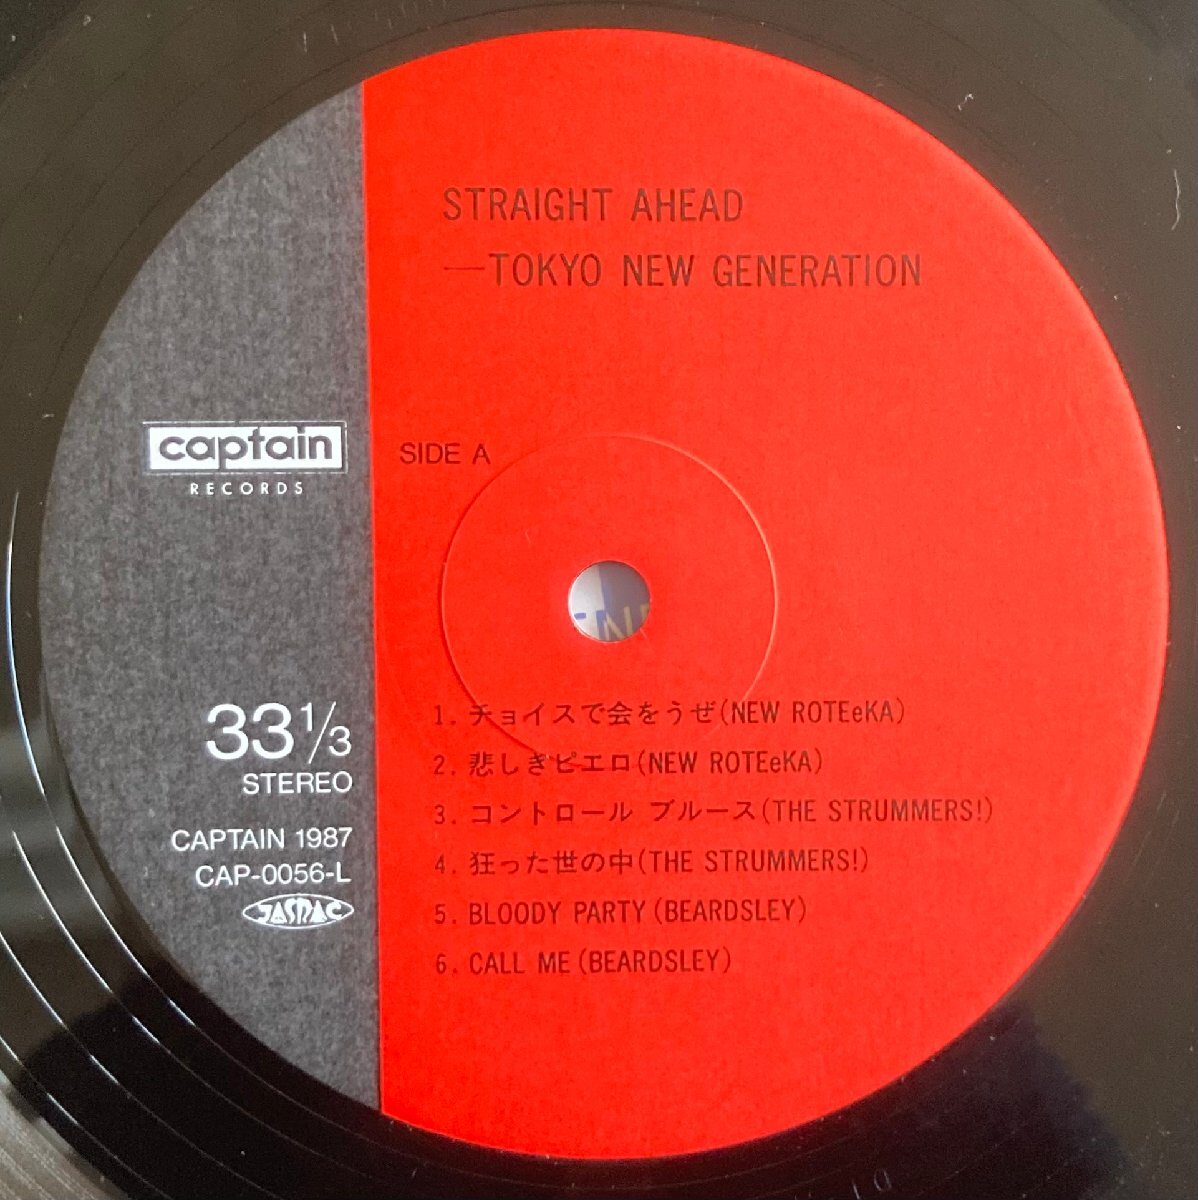 STRAIGHT AHEAD
—TOKYO NEW GENERATION
captain
RECORDS
SIDE A
33 1/3
STEREO
CAPTAIN 1987
CAP-0056-L
JASRAC
1. チョイスで会をうぜ(NEW ROTEeKA)
2. 悲しきピエロ(NEW ROTEeKA)
3. コントロール ブルース(THE STRUMMERS!)
4. 狂った世の中(THE STRUMMERS!)
5. BLOODY PARTY(BEARDSLEY)
6. CALL ME(BEARDSLEY)